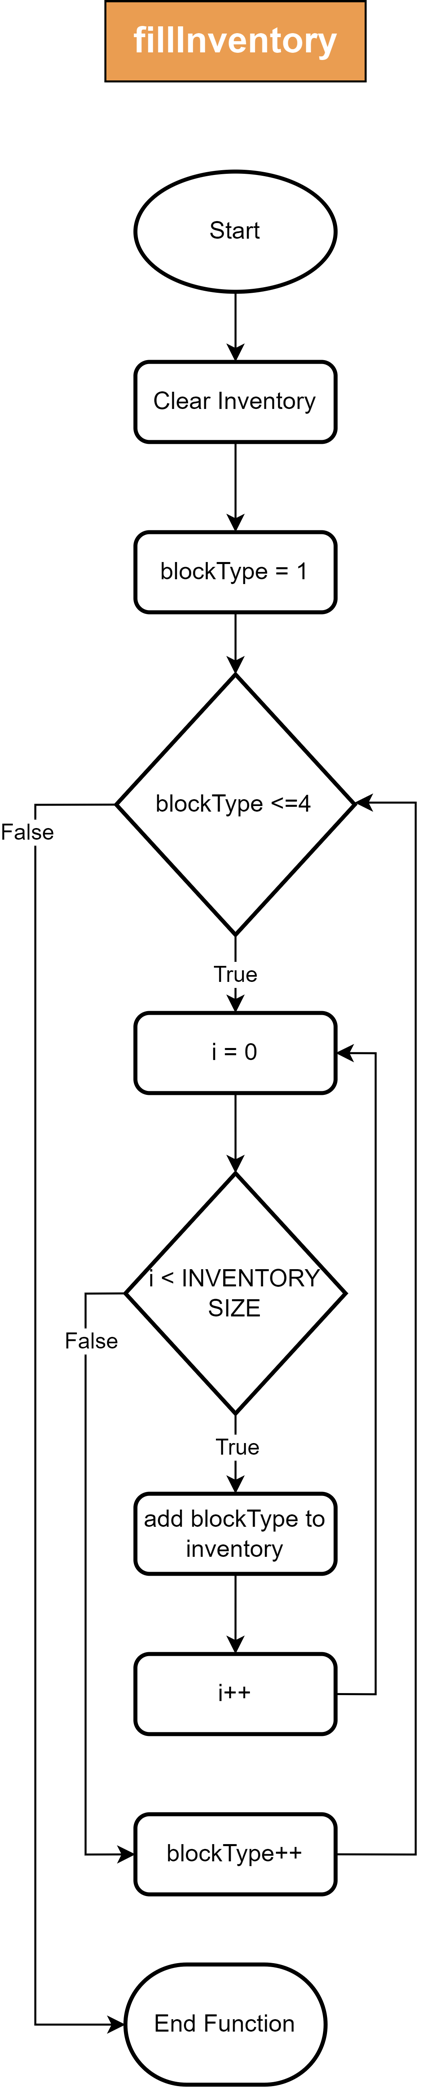 fillInventory
Start
Clear Inventory
blockType = 1
blockType <=4
False
True
i = 0
i < INVENTORY
SIZE
False
True
add blockType to
inventory
i++
blockType++
End Function